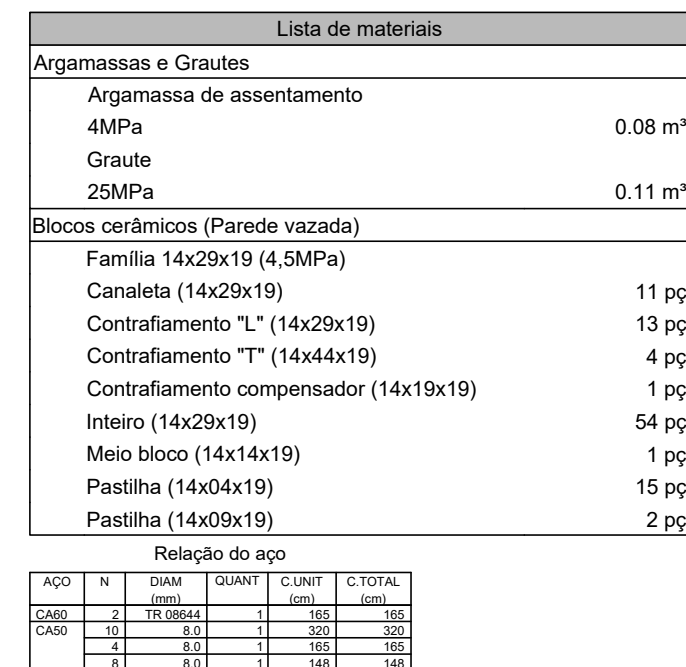 Lista de materiais
Argamassas e Grautes
Argamassa de assentamento
4MPa 0.08 m³
Graute
25MPa 0.11 m³
Blocos cerâmicos (Parede vazada)
Família 14x29x19 (4,5MPa)
Canaleta (14x29x19) 11 pç
Contrafiamento "L" (14x29x19) 13 pç
Contrafiamento "T" (14x44x19) 4 pç
Contrafiamento compensador (14x19x19) 1 pç
Inteiro (14x29x19) 54 pç
Meio bloco (14x14x19) 1 pç
Pastilha (14x04x19) 15 pç
Pastilha (14x09x19) 2 pç
Relação do aço
AÇO N DIAM QUANT C.UNIT C.TOTAL
(mm) (cm) (cm)
CA60 2 TR 08644 1 165 165
CA50 10 8.0 1 320 320
4 8.0 1 165 165
8 8.0 1 148 148